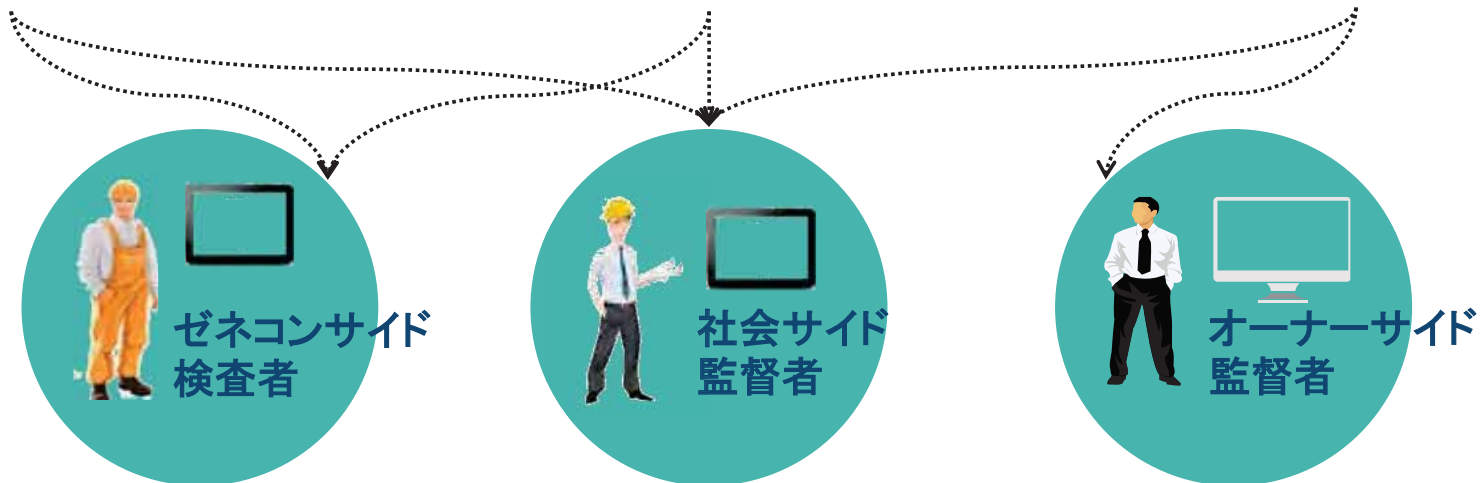 ゼネコンサイド
検査者
社会サイド
監督者
オーナーサイド
監督者